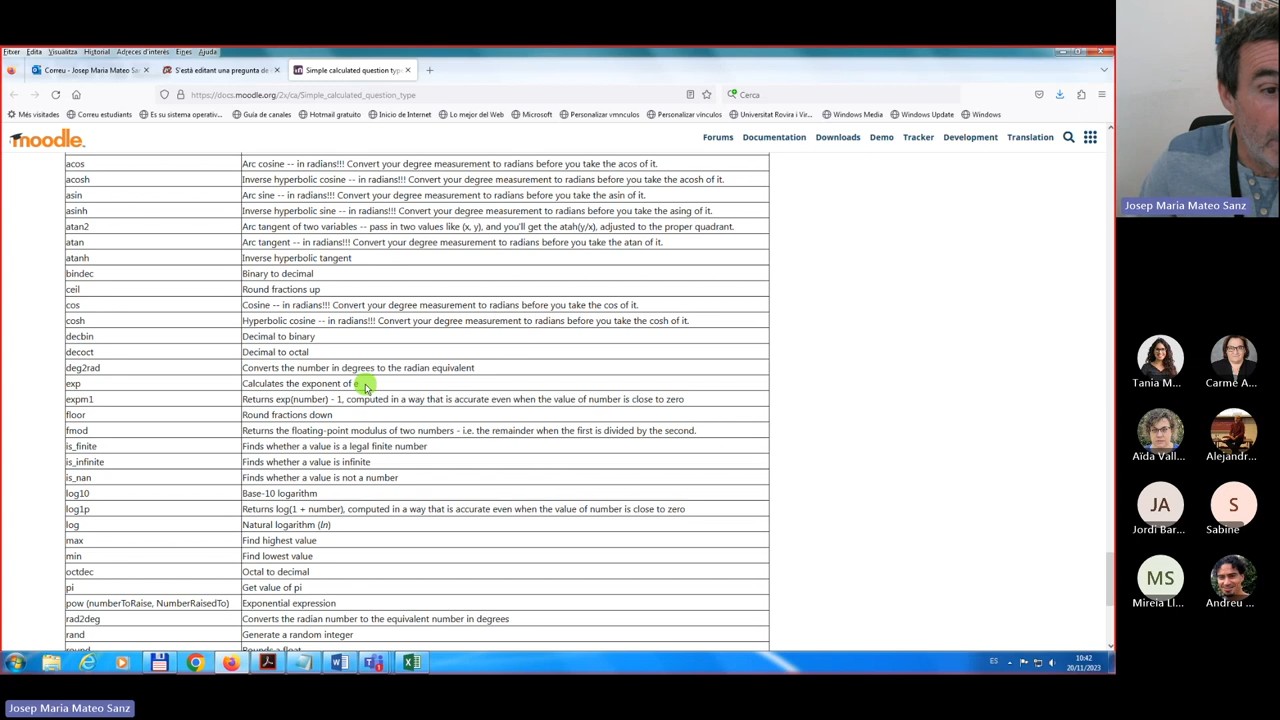 Fitxer Edita Visualitza Historial Adreces d'interès Eines Ajuda
Correu - Josep Maria Mateo Sa
S'està editant una pregunta de
Simple calculated question typ
https://docs.moodle.org/2x/ca/Simple_calculated_question_type
Cerca
Més visitades Correu estudiants Es su sistema operativ... Guía de canales Hotmail gratuito Inicio de Internet Lo mejor del Web Microsoft Personalizar vmnculos Personalizar vínculos Universitat Rovira i Vir... Windows Media Windows Update Windows
moodle
Forums Documentation Downloads Demo Tracker Development Translation
acos Arc cosine -- in radians!!! Convert your degree measurement to radians before you take the acos of it.
acosh Inverse hyperbolic cosine -- in radians!!! Convert your degree measurement to radians before you take the acosh of it.
asin Arc sine -- in radians!!! Convert your degree measurement to radians before you take the asin of it.
asinh Inverse hyperbolic sine -- in radians!!! Convert your degree measurement to radians before you take the asing of it.
atan2 Arc tangent of two variables -- pass in two values like (x, y), and you'll get the atah(y/x), adjusted to the proper quadrant.
atan Arc tangent -- in radians!!! Convert your degree measurement to radians before you take the atan of it.
atanh Inverse hyperbolic tangent
bindec Binary to decimal
ceil Round fractions up
cos Cosine -- in radians!!! Convert your degree measurement to radians before you take the cos of it.
cosh Hyperbolic cosine -- in radians!!! Convert your degree measurement to radians before you take the cosh of it.
decbin Decimal to binary
decoct Decimal to octal
deg2rad Converts the number in degrees to the radian equivalent
exp Calculates the exponent of e
expm1 Returns exp(number) - 1, computed in a way that is accurate even when the value of number is close to zero
floor Round fractions down
fmod Returns the floating-point modulus of two numbers - i.e. the remainder when the first is divided by the second.
is_finite Finds whether a value is a legal finite number
is_infinite Finds whether a value is infinite
is_nan Finds whether a value is not a number
log10 Base-10 logarithm
log1p Returns log(1 + number), computed in a way that is accurate even when the value of number is close to zero
log Natural logarithm (ln)
max Find highest value
min Find lowest value
octdec Octal to decimal
pi Get value of pi
pow (numberToRaise, NumberRaisedTo) Exponential expression
rad2deg Converts the radian number to the equivalent number in degrees
rand Generate a random integer
round Rounds a float
ES
10:42
20/11/2023
Josep Maria Mateo Sanz
Tania M...
Carme A...
Aïda Vall...
Alejandr...
JA
S
Jordi Bar...
Sabine
MS
Mireia Ll...
Andreu ...
Josep Maria Mateo Sanz